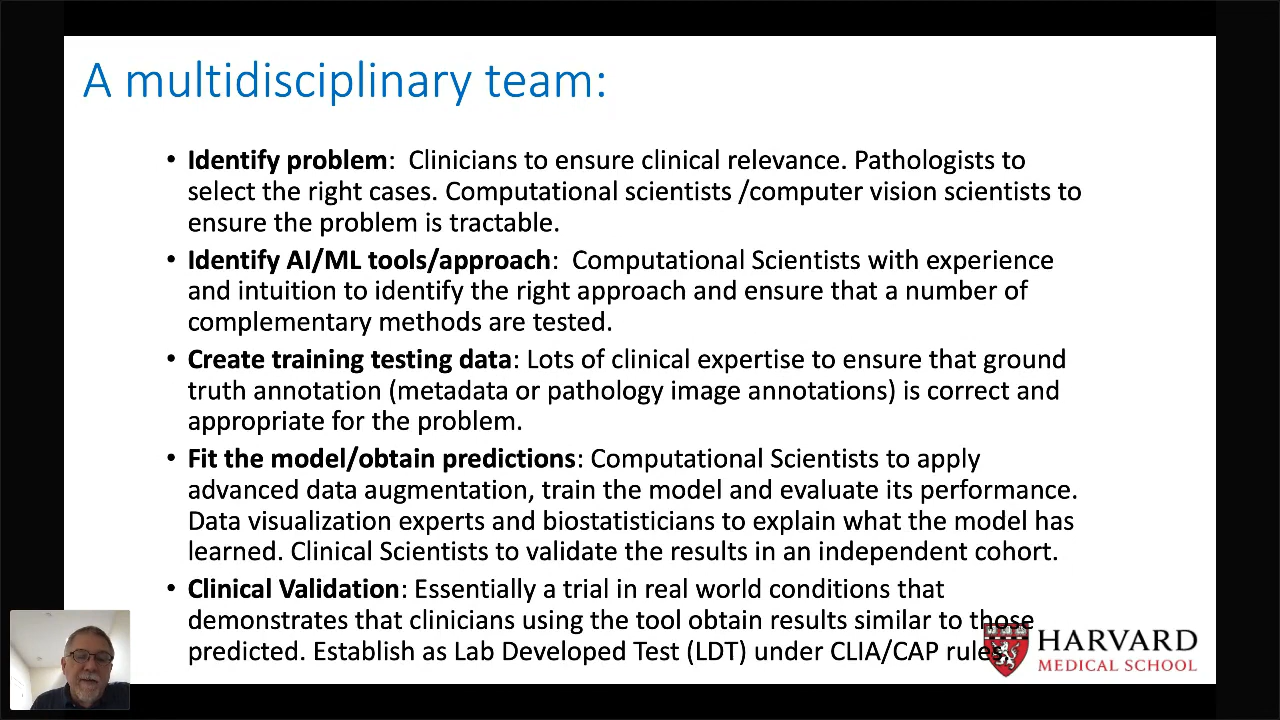 A multidisciplinary team:
• Identify problem:  Clinicians to ensure clinical relevance. Pathologists to
select the right cases. Computational scientists /computer vision scientists to
ensure the problem is tractable.
• Identify AI/ML tools/approach:  Computational Scientists with experience
and intuition to identify the right approach and ensure that a number of
complementary methods are tested.
• Create training testing data: Lots of clinical expertise to ensure that ground
truth annotation (metadata or pathology image annotations) is correct and
appropriate for the problem.
• Fit the model/obtain predictions: Computational Scientists to apply
advanced data augmentation, train the model and evaluate its performance.
Data visualization experts and biostatisticians to explain what the model has
learned. Clinical Scientists to validate the results in an independent cohort.
• Clinical Validation: Essentially a trial in real world conditions that
demonstrates that clinicians using the tool obtain results similar to those
predicted. Establish as Lab Developed Test (LDT) under CLIA/CAP rules
HARVARD
MEDICAL SCHOOL